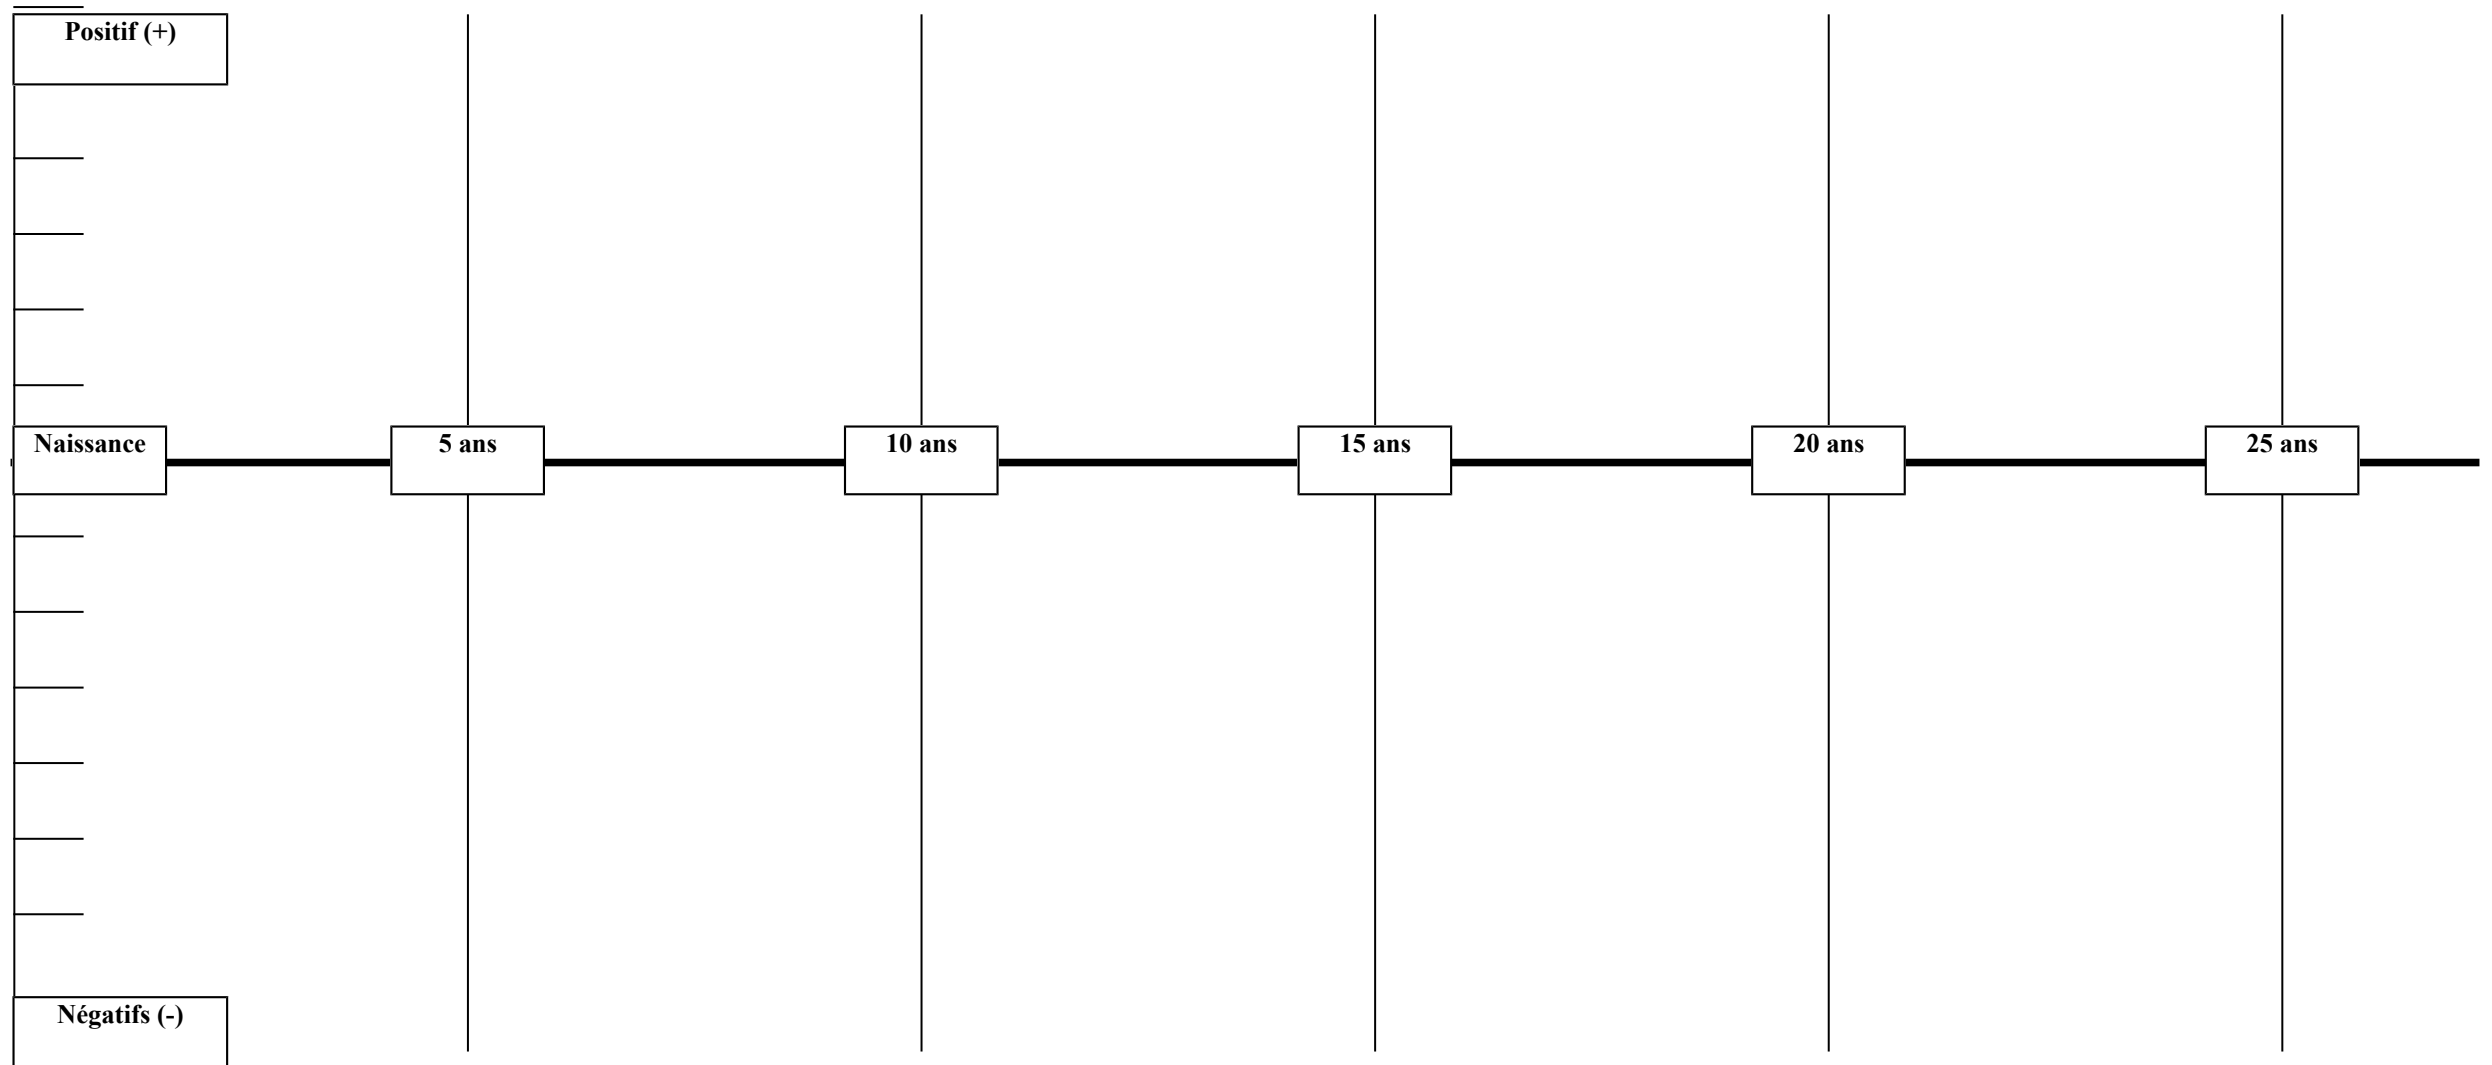 Positif (+)
Naissance
5 ans
10 ans
15 ans
20 ans
25 ans
Négatifs (-)